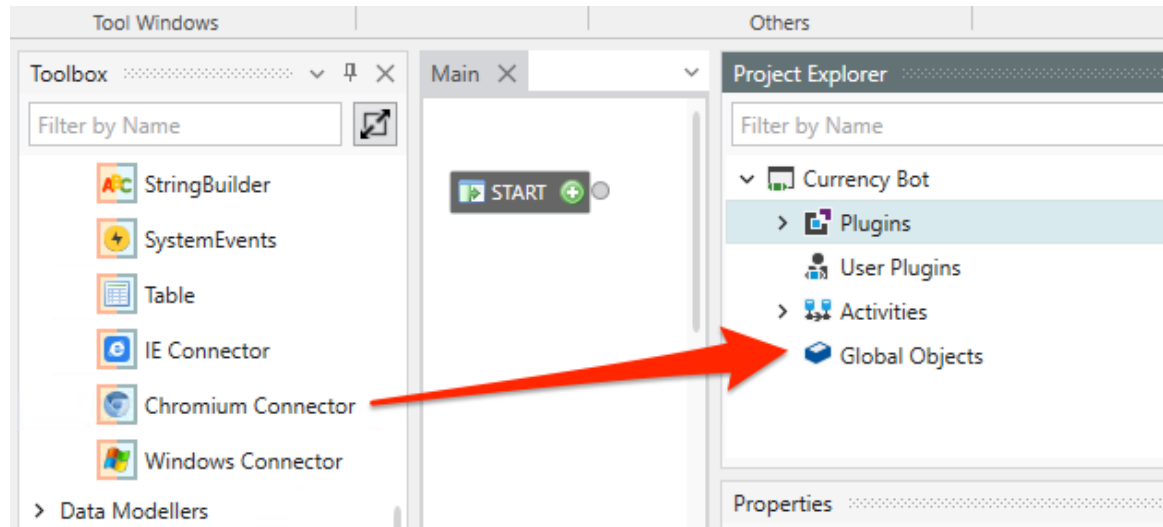 Tool Windows
Others
Toolbox
Filter by Name
StringBuilder
SystemEvents
Table
IE Connector
Chromium Connector
Windows Connector
Data Modellers
Main
START
Project Explorer
Filter by Name
Currency Bot
Plugins
User Plugins
Activities
Global Objects
Properties